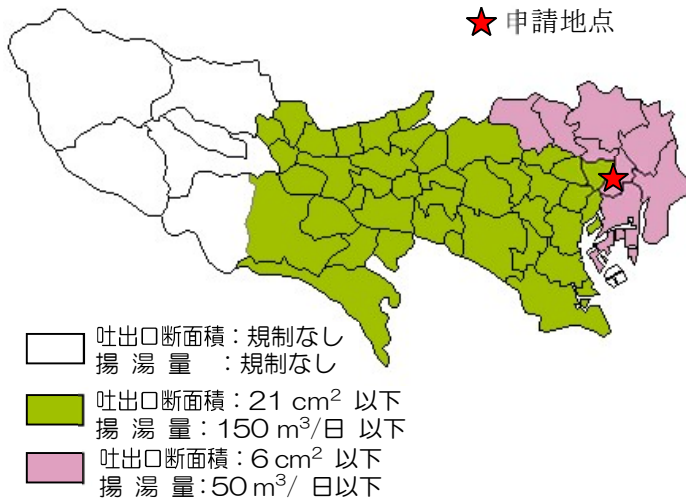 申請地点
吐出口断面積：規制なし
揚 湯 量 ：規制なし
吐出口断面積：21 cm² 以下
揚 湯 量：150 m³/日 以下
吐出口断面積：6 cm² 以下
揚 湯 量：50 m³/ 日以下